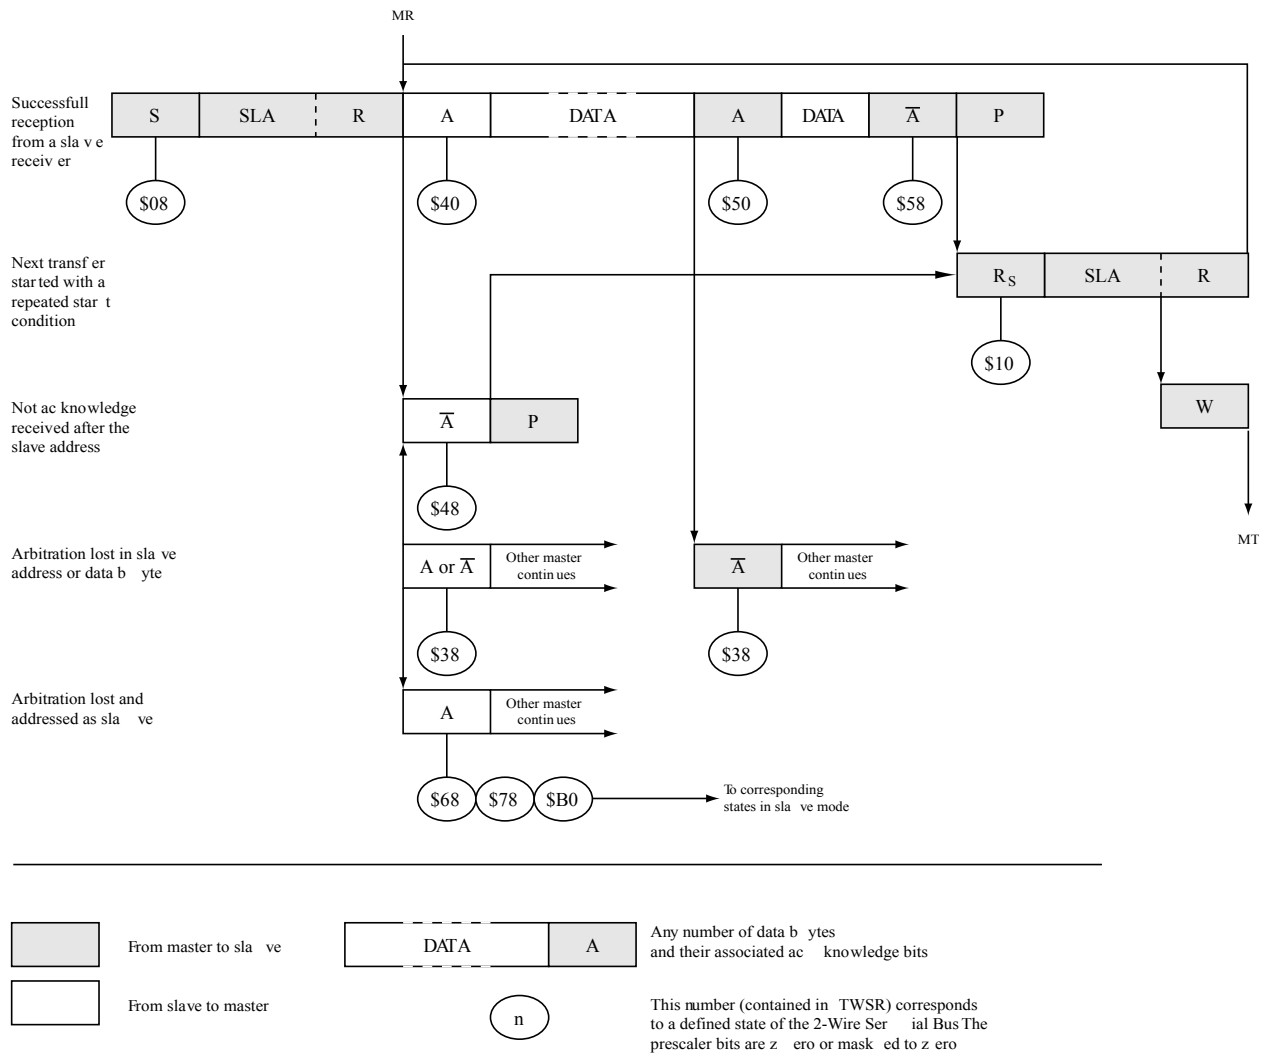 MR
Successfull
reception
from a sla v e
receiv er
S SLA R A DATA A DATA A̅ P
$08 $40 $50 $58
Next transf er
star ted with a
repeated star t
condition
RS SLA R
$10
Not ac knowledge
received after the
slave address
A̅ P
W
$48
MT
Arbitration lost in sla ve
address or data b yte
A or A̅
Other master
contin ues
A̅
Other master
contin ues
$38 $38
Arbitration lost and
addressed as sla ve
A
Other master
contin ues
$68 $78 $B0
To corresponding
states in sla ve mode
From master to sla ve
DATA A
Any number of data b ytes
and their associated ac knowledge bits
From slave to master
n
This number (contained in TWSR) corresponds
to a defined state of the 2-Wire Ser ial Bus The
prescaler bits are z ero or mask ed to z ero